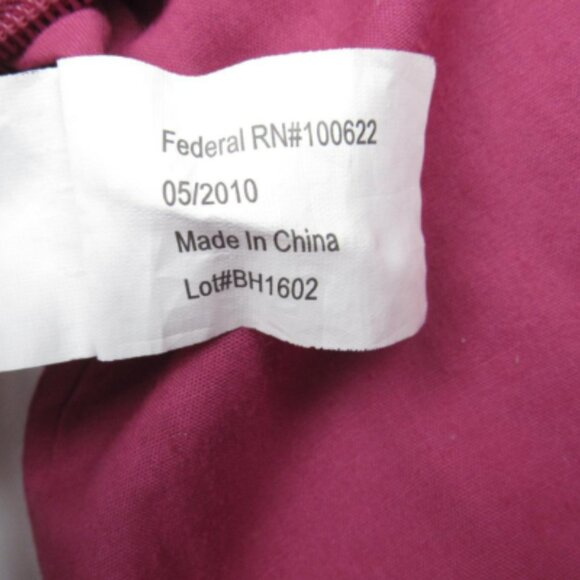 Federal RN#100622
05/2010
Made In China
Lot#BH1602